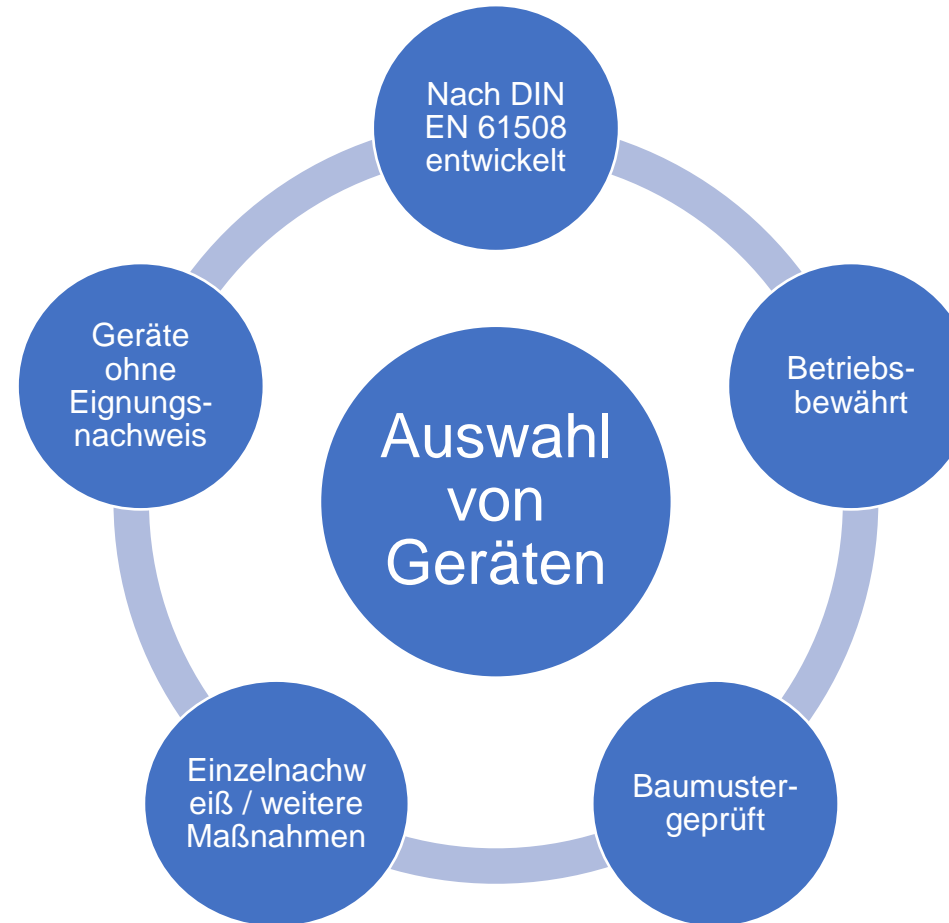 Nach DIN
EN 61508
entwickelt
Geräte
ohne
Eignungs-
nachweis
Betriebs-
bewährt
Auswahl
von
Geräten
Einzelnachw
eiß / weitere
Maßnahmen
Baumuster-
geprüft